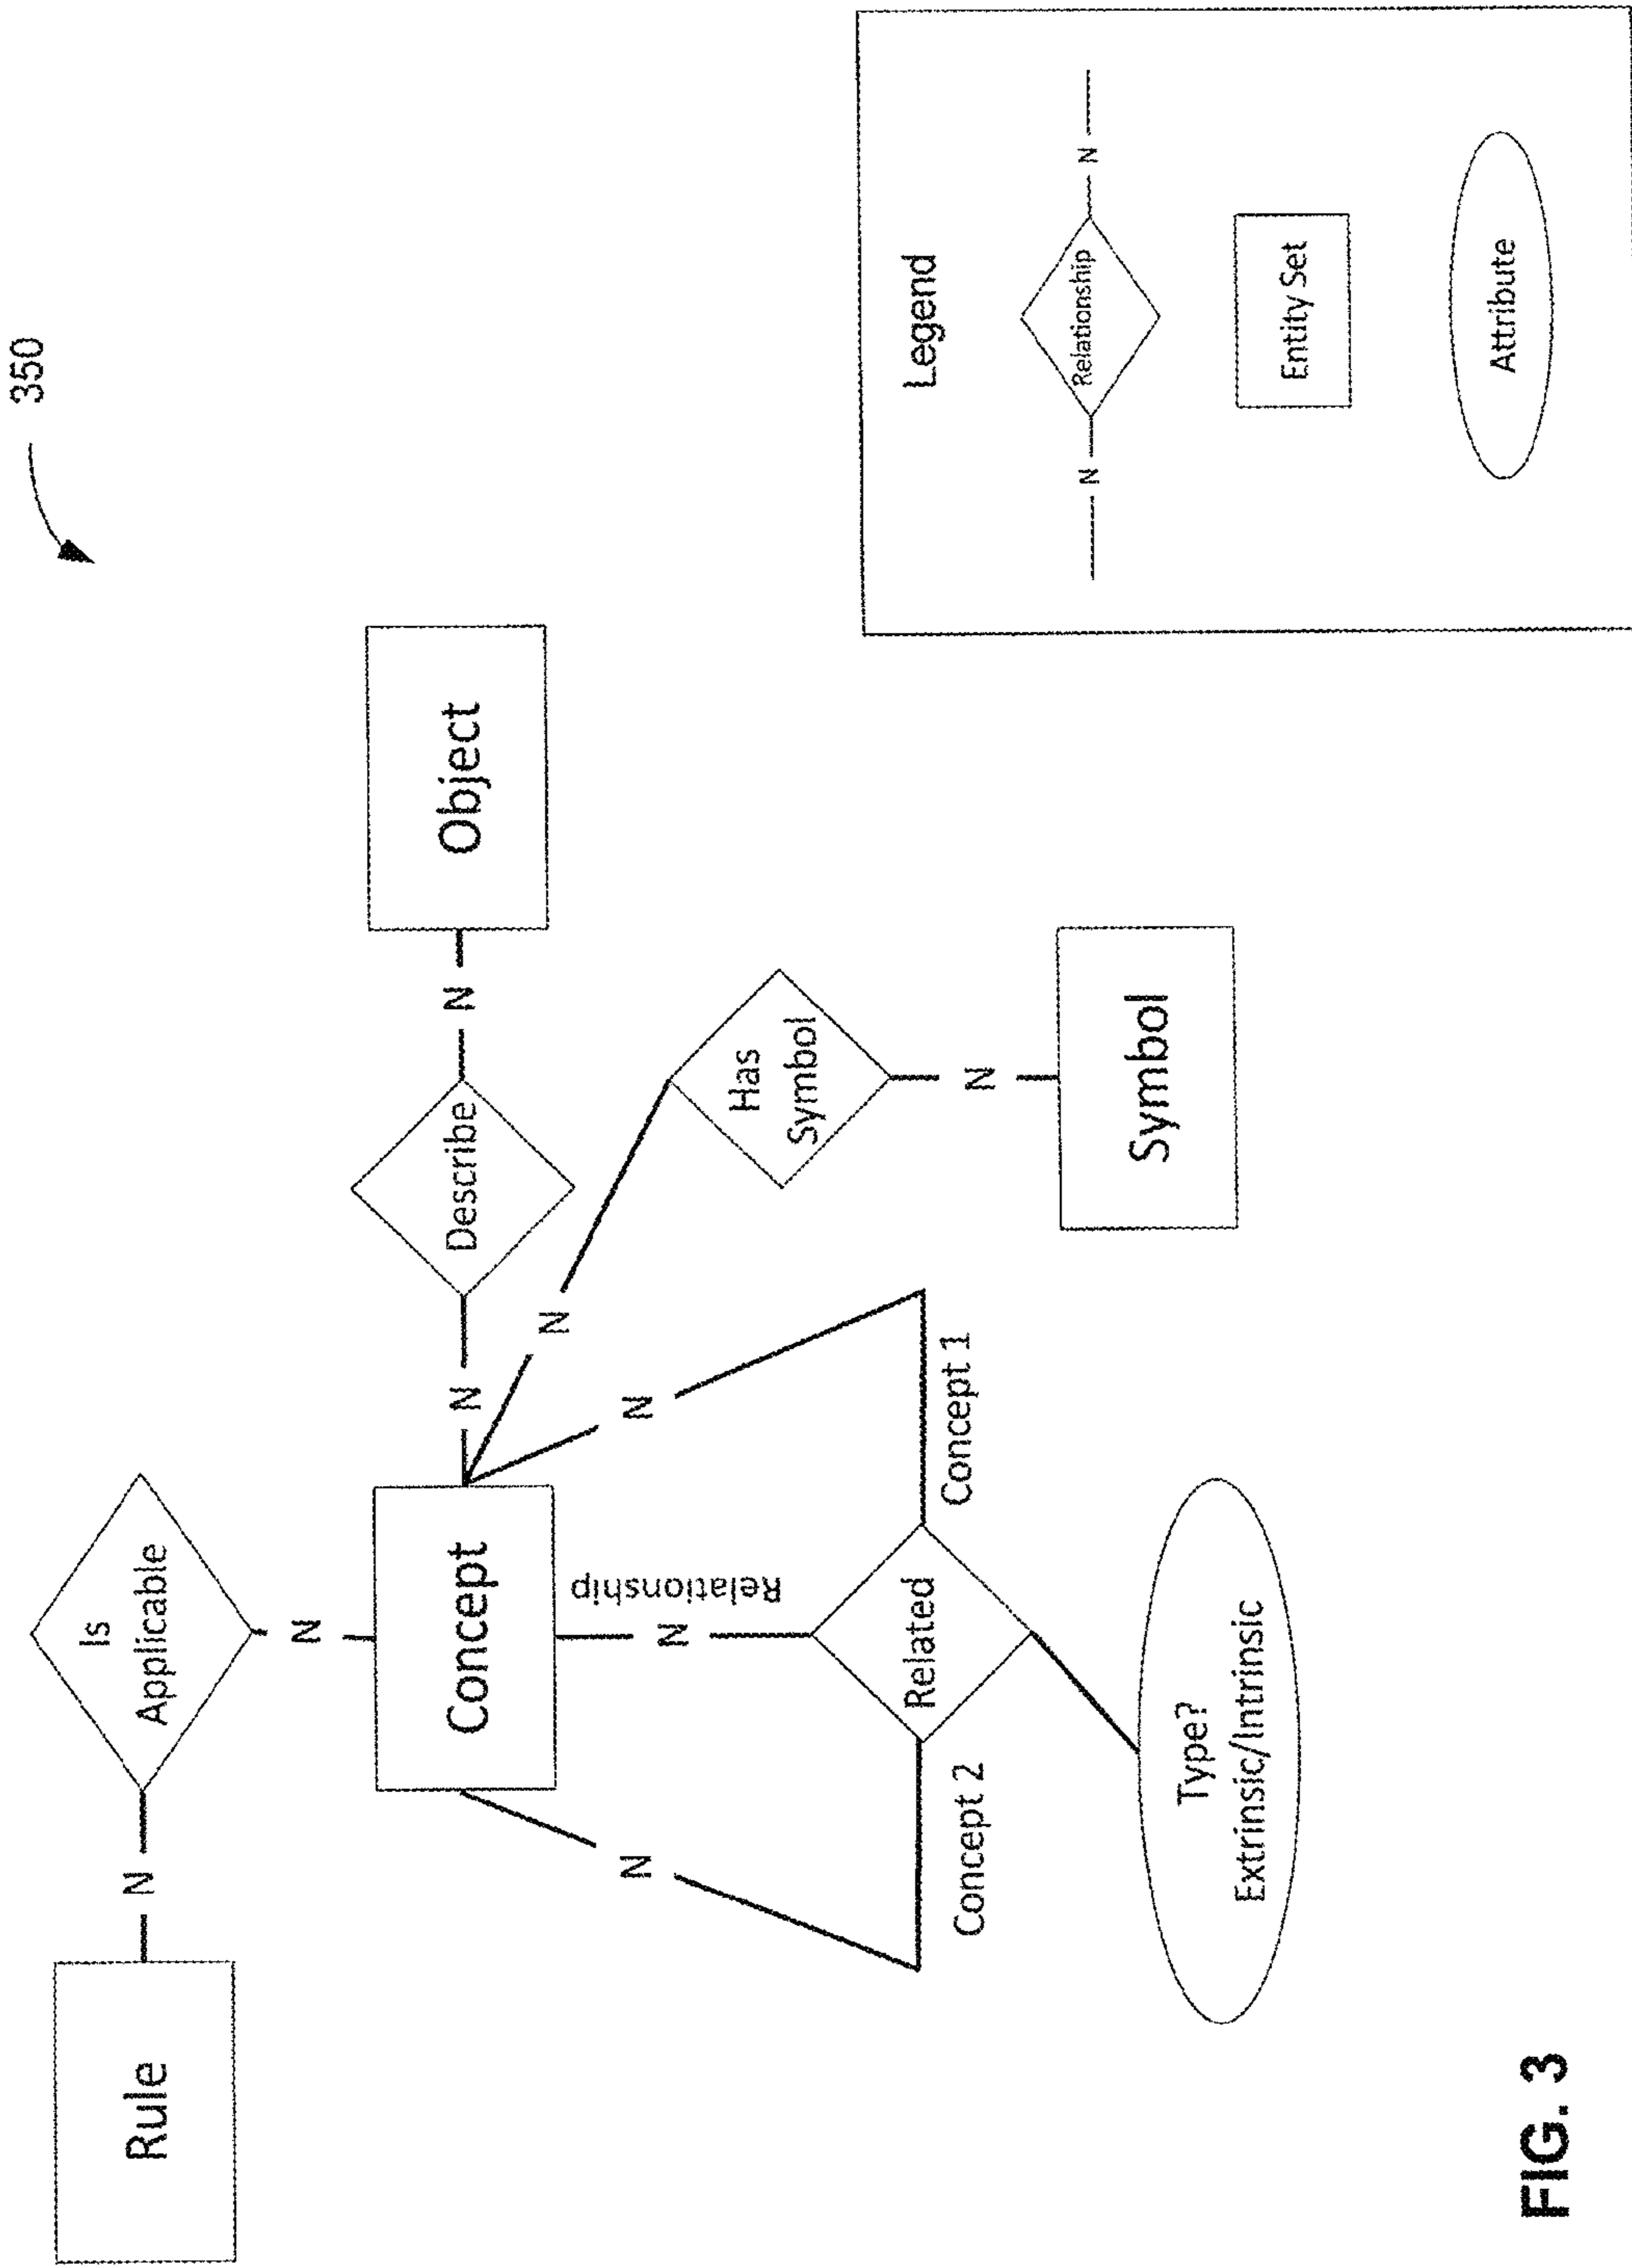 350
Rule
N
Is
Applicable
N
Concept
N
Describe
N
Object
N
Has
Symbol
N
Symbol
N
Relationship
N
N
Related
Concept 2
Concept 1
Type?
Extrinsic/Intrinsic
Legend
N
Relationship
N
Entity Set
Attribute
FIG. 3